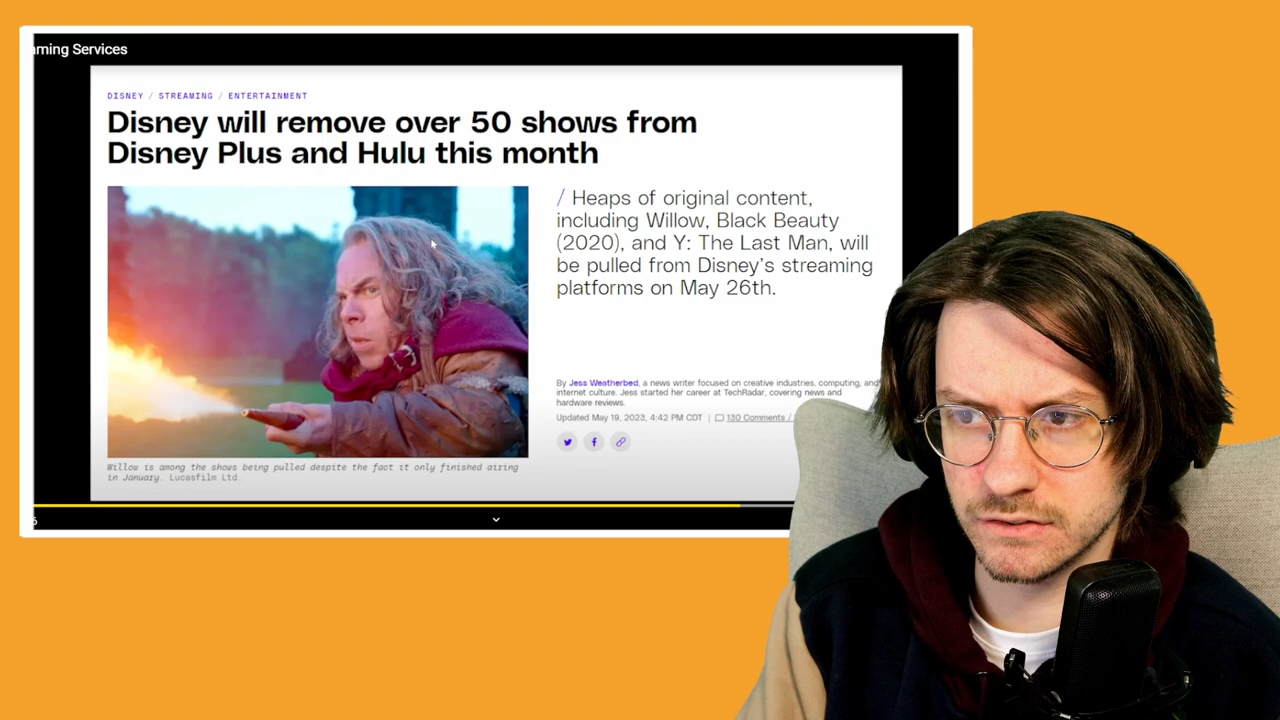 aming Services
DISNEY / STREAMING / ENTERTAINMENT
Disney will remove over 50 shows from
Disney Plus and Hulu this month
/ Heaps of original content,
including Willow, Black Beauty
(2020), and Y: The Last Man, will
be pulled from Disney's streaming
platforms on May 26th.
By Jess Weatherbed, a news writer focused on creative industries, computing, and
internet culture. Jess started her career at TechRadar, covering news and
hardware reviews.
Updated May 19, 2023, 4:42 PM CDT | 130 Comments /
Willow is among the shows being pulled despite the fact it only finished airing
in January. Lucasfilm Ltd.